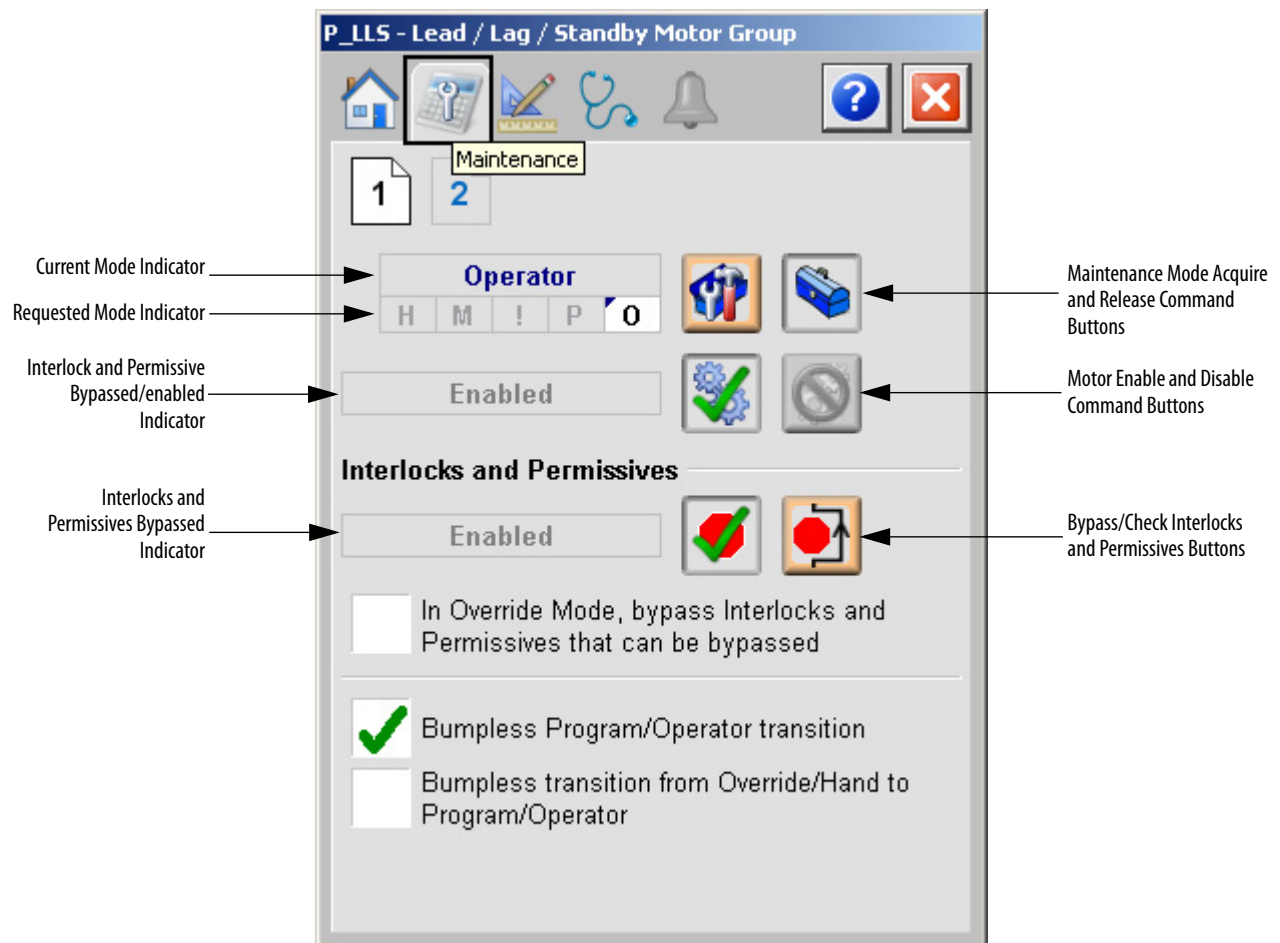 P_LLS - Lead / Lag / Standby Motor Group
?
Maintenance
1 2
Current Mode Indicator
Operator
Maintenance Mode Acquire
and Release Command
Buttons
Requested Mode Indicator
H M ! P O
Interlock and Permissive
Bypassed/enabled
Indicator
Enabled
Motor Enable and Disable
Command Buttons
Interlocks and Permissives
Interlocks and
Permissives Bypassed
Indicator
Enabled
Bypass/Check Interlocks
and Permissives Buttons
In Override Mode, bypass Interlocks and
Permissives that can be bypassed
Bumpless Program/Operator transition
Bumpless transition from Override/Hand to
Program/Operator